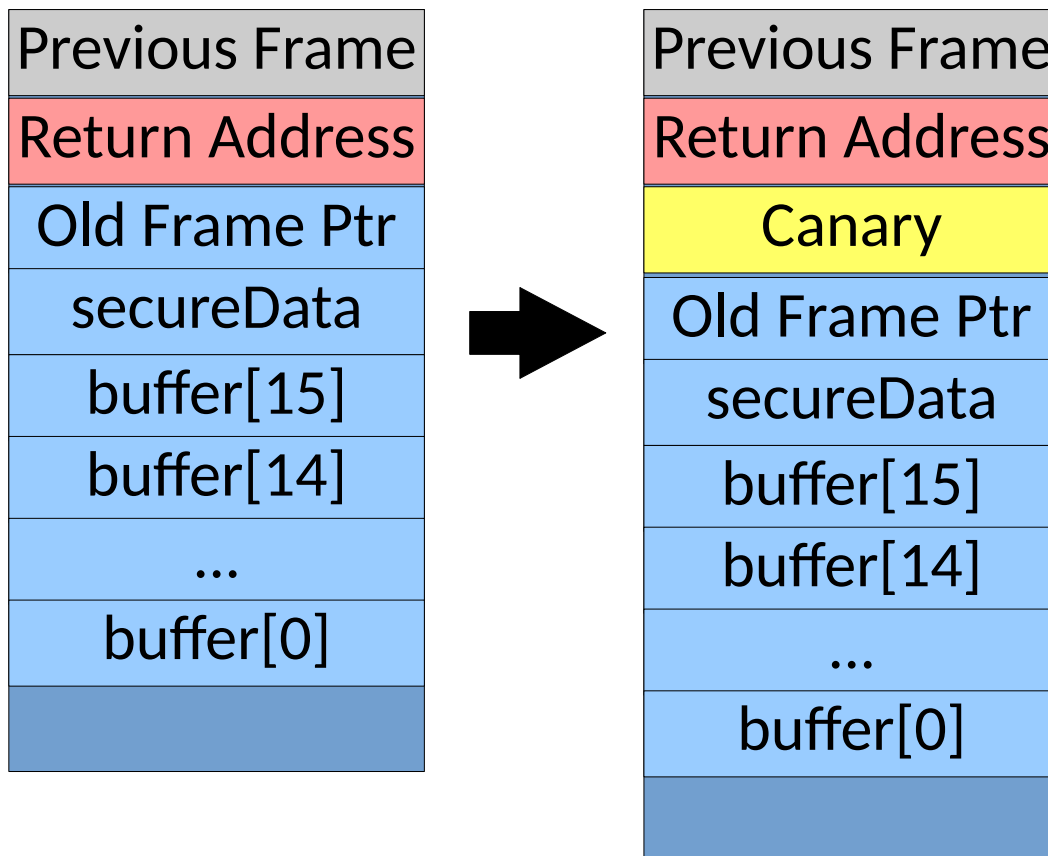 Previous Frame
Return Address
Old Frame Ptr
secureData
buffer[15]
buffer[14]
...
buffer[0]
Previous Frame
Return Address
Canary
Old Frame Ptr
secureData
buffer[15]
buffer[14]
...
buffer[0]